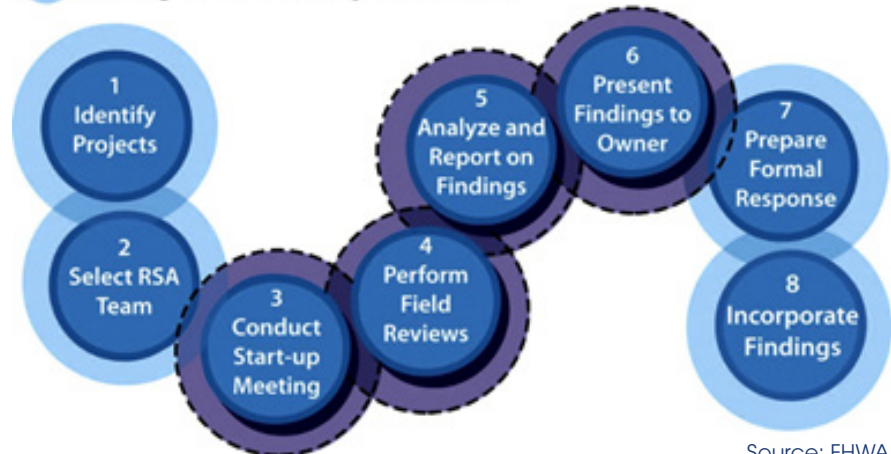 1
Identify
Projects
2
Select RSA
Team
3
Conduct
Start-up
Meeting
4
Perform
Field
Reviews
5
Analyze and
Report on
Findings
6
Present
Findings to
Owner
7
Prepare
Formal
Response
8
Incorporate
Findings
Source: FHWA